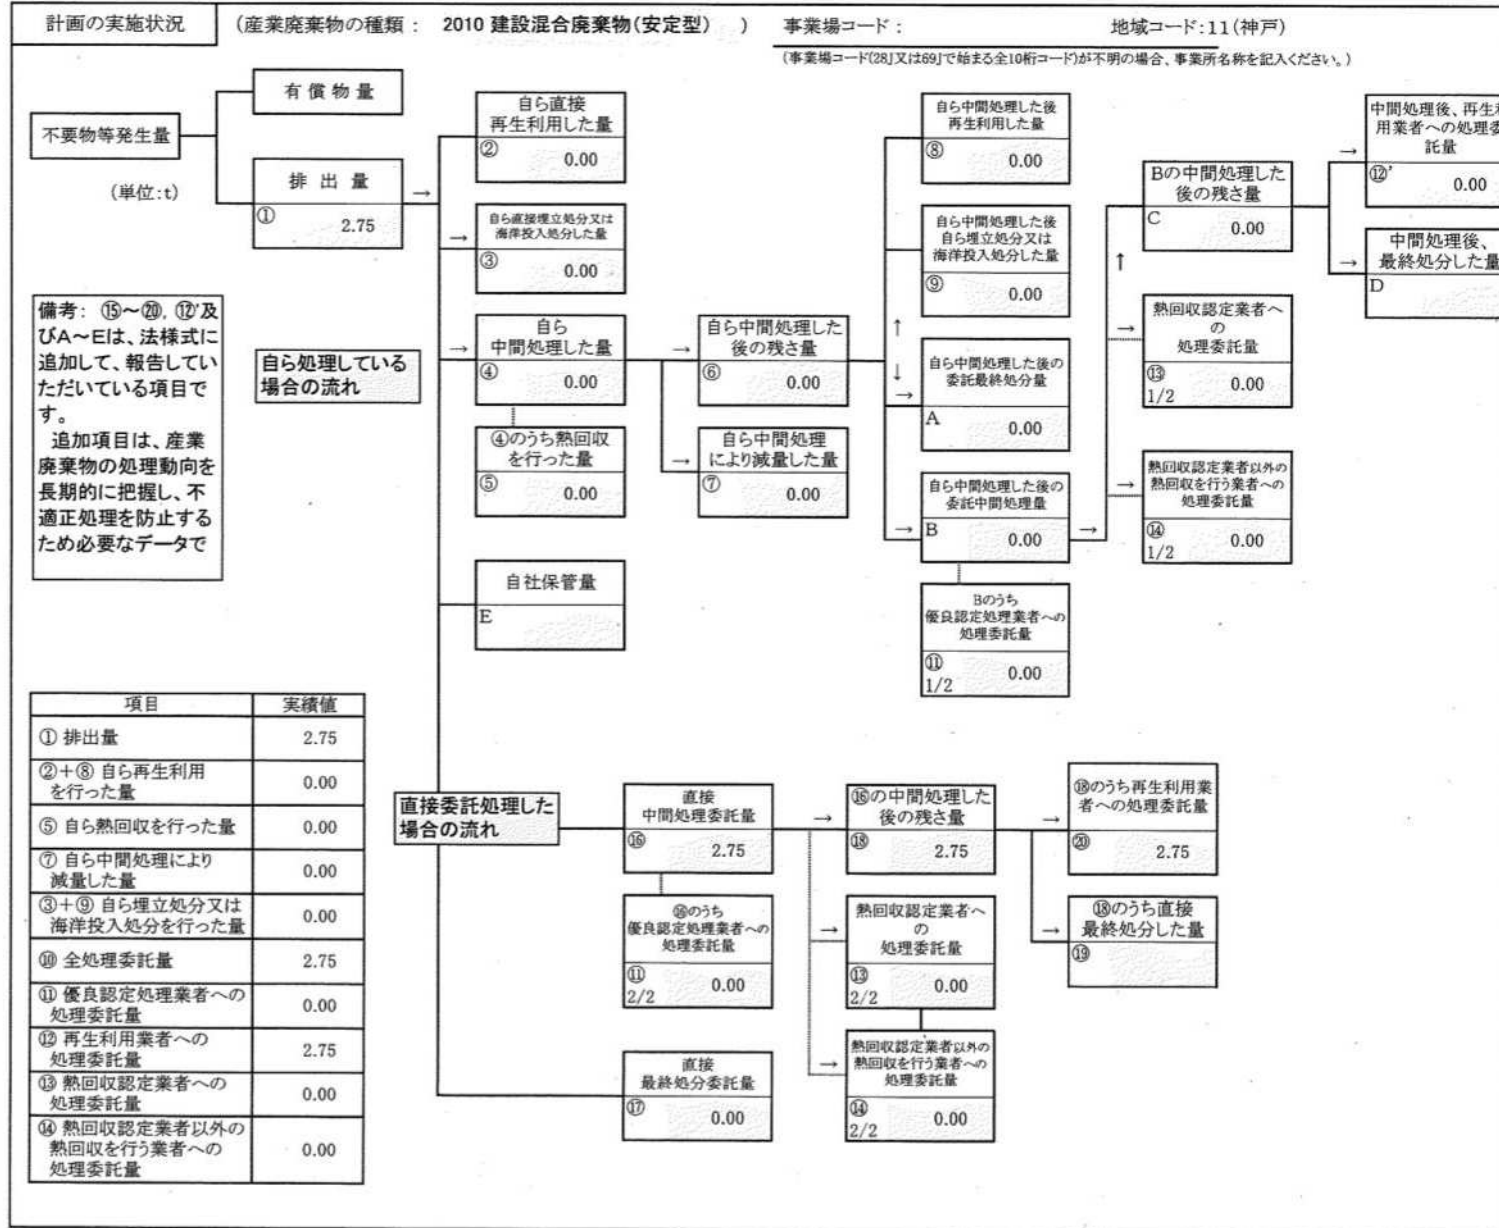 計画の実施状況
(産業廃棄物の種類： 2010 建設混合廃棄物(安定型) )
事業場コード：
地域コード：11(神戸)
(事業場コード(「28」又は「69」で始まる全10桁コード)が不明の場合、事業所名称を記入ください。)
不要物等発生量
(単位：t)
有償物量
排出量
①
2.75
→
備考： ⑮～⑳, ⑫'及
びA～Eは、法様式に
追加して、報告してい
ただいている項目で
す。
追加項目は、産業
廃棄物の処理動向を
長期的に把握し、不
適正処理を防止する
ため必要なデータで
自ら処理している
場合の流れ
自ら直接
再生利用した量
②
0.00
→
自ら直接埋立処分又は
海洋投入処分した量
③
0.00
→
自ら
中間処理した量
④
0.00
④のうち熱回収
を行った量
⑤
0.00
自社保管量
E
→
自ら中間処理した
後の残さ量
⑥
0.00
→
自ら中間処理
により減量した量
⑦
0.00
自ら中間処理した後
再生利用した量
⑧
0.00
自ら中間処理した後
自ら埋立処分又は
海洋投入処分した量
⑨
0.00
↑
↓
→
自ら中間処理した後の
委託最終処分量
A
0.00
→
自ら中間処理した後の
委託中間処理量
B
0.00
→
Bのうち
優良認定処理業者への
処理委託量
⑪
1/2
0.00
Bの中間処理した
後の残さ量
C
0.00
↑
→
熱回収認定業者へ
の
処理委託量
⑬
1/2
0.00
→
熱回収認定業者以外の
熱回収を行う業者への
処理委託量
⑭
1/2
0.00
→
中間処理後、再生利
用業者への処理委
託量
⑫'
0.00
→
中間処理後、
最終処分した量
D
項目 実績値
① 排出量 2.75
②＋⑧ 自ら再生利用
を行った量
0.00
⑤ 自ら熱回収を行った量 0.00
⑦ 自ら中間処理により
減量した量
0.00
③＋⑨ 自ら埋立処分又は
海洋投入処分を行った量
0.00
⑩ 全処理委託量 2.75
⑪ 優良認定処理業者への
処理委託量
0.00
⑫ 再生利用業者への
処理委託量
2.75
⑬ 熱回収認定業者への
処理委託量
0.00
⑭ 熱回収認定業者以外の
熱回収を行う業者への
処理委託量
0.00
直接委託処理した
場合の流れ
直接
中間処理委託量
⑯
2.75
⑯のうち
優良認定処理業者への
処理委託量
⑪
2/2
0.00
直接
最終処分委託量
⑰
0.00
→
⑯の中間処理した
後の残さ量
⑱
2.75
→
熱回収認定業者へ
の
処理委託量
⑬
2/2
0.00
→
熱回収認定業者以外の
熱回収を行う業者への
処理委託量
⑭
2/2
0.00
→
⑱のうち再生利用業
者への処理委託量
⑳
2.75
→
⑱のうち直接
最終処分した量
⑲